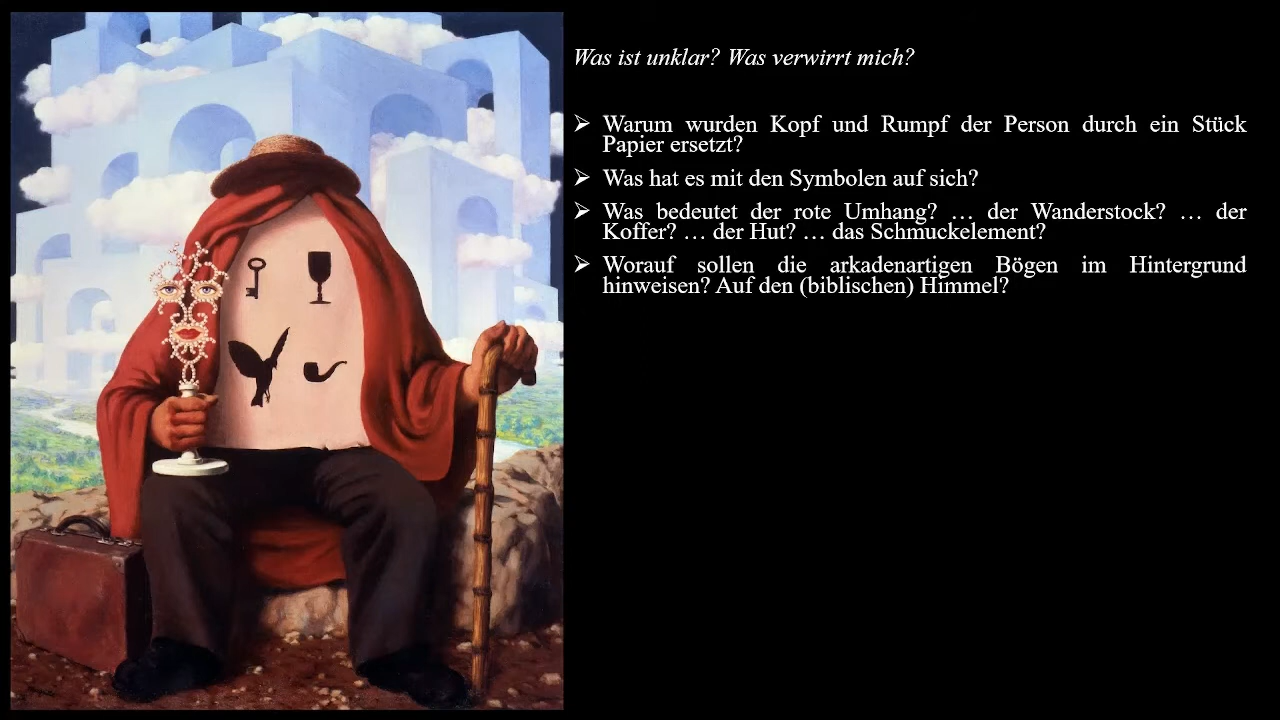 Was ist unklar? Was verwirrt mich?
➢ Warum wurden Kopf und Rumpf der Person durch ein Stück
Papier ersetzt?
➢ Was hat es mit den Symbolen auf sich?
➢ Was bedeutet der rote Umhang? … der Wanderstock? … der
Koffer? … der Hut? … das Schmuckelement?
➢ Worauf sollen die arkadenartigen Bögen im Hintergrund
hinweisen? Auf den (biblischen) Himmel?